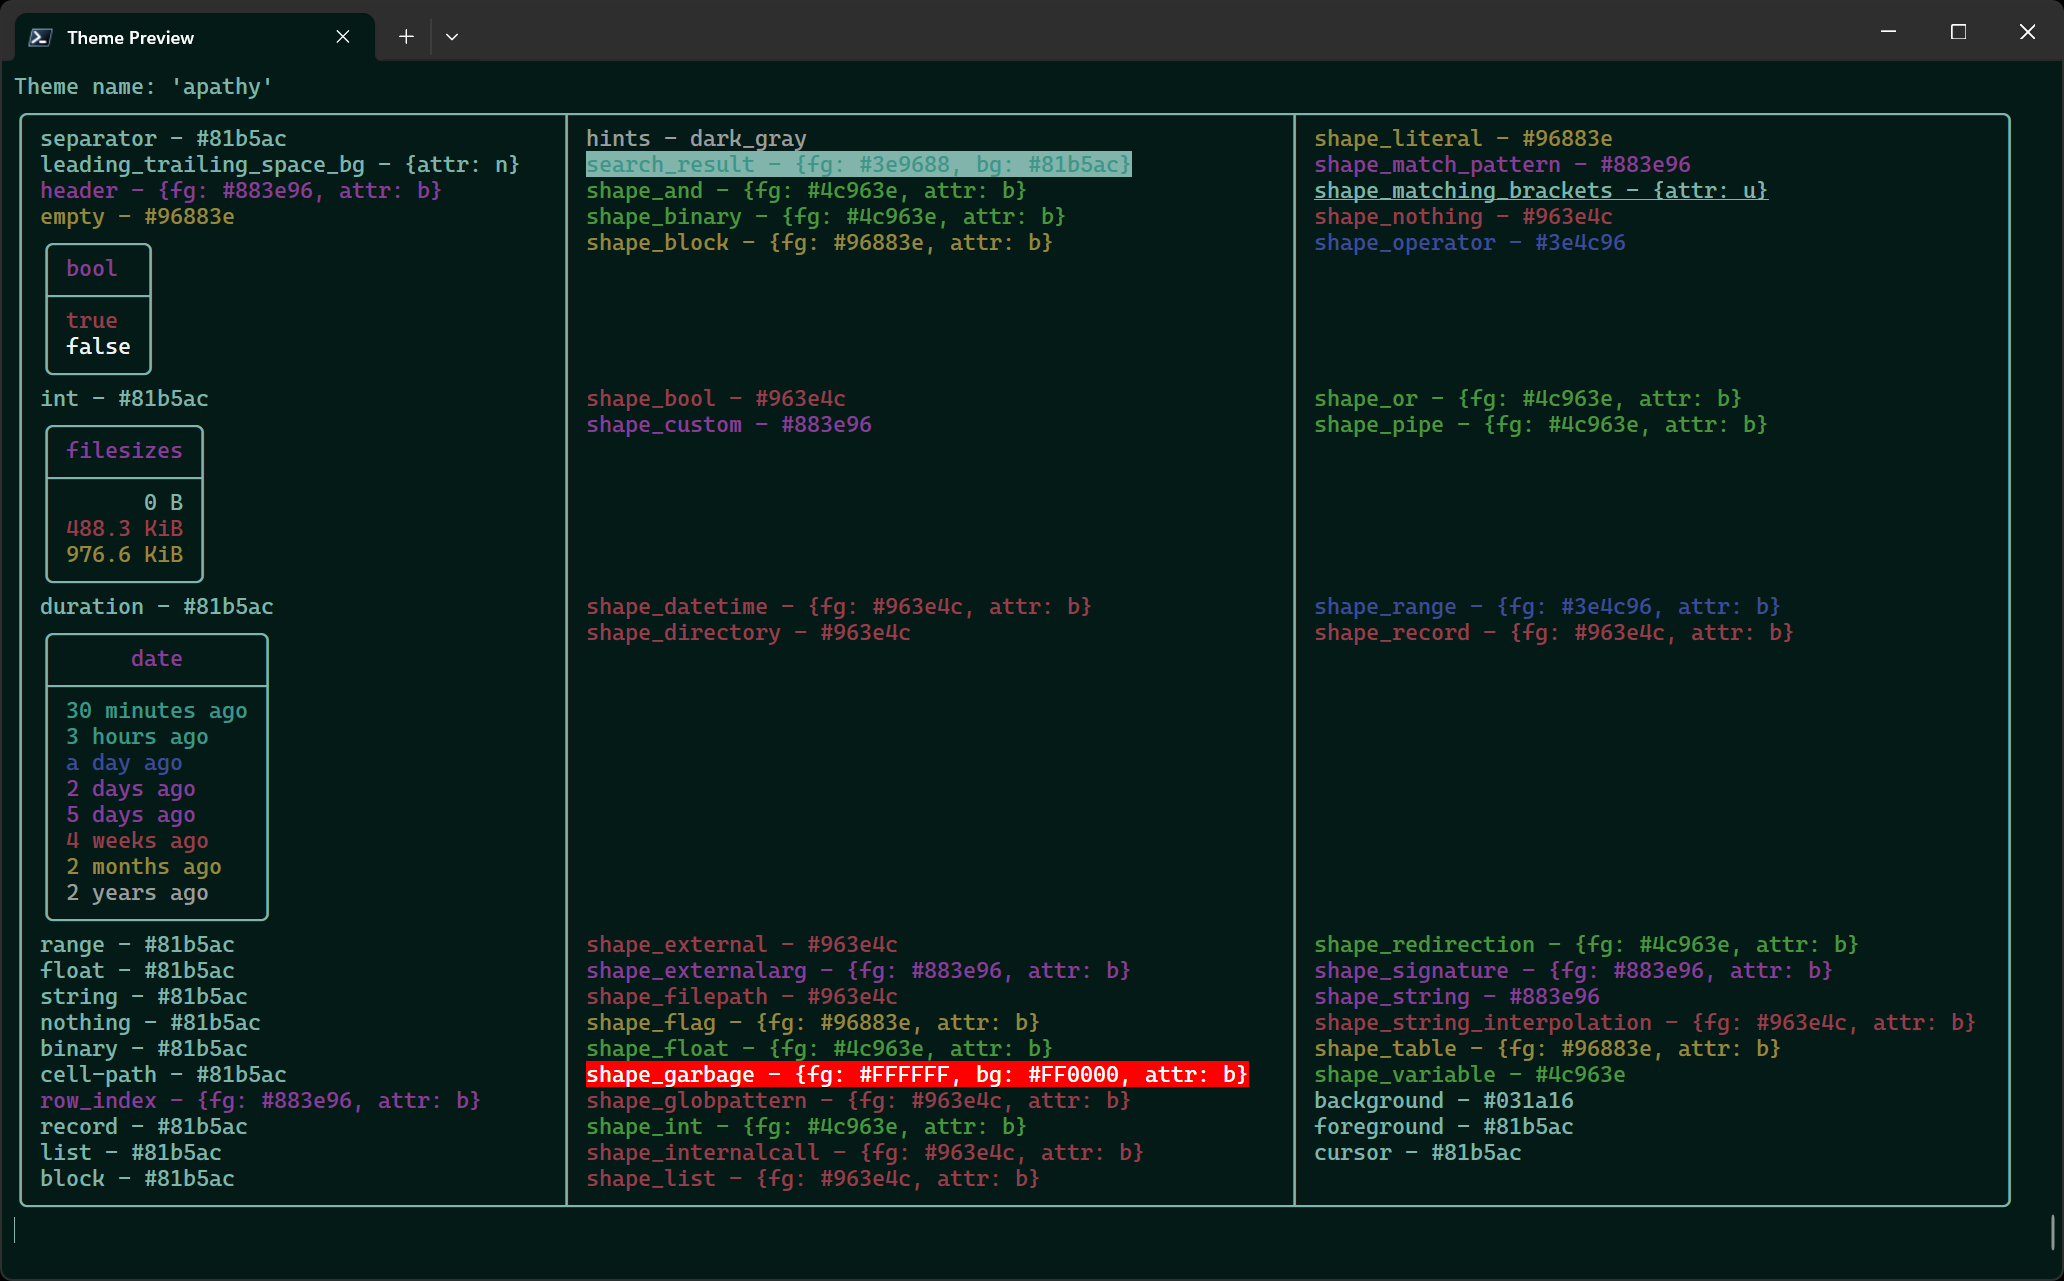 Theme Preview
Theme name: 'apathy'
separator - #81b5ac
leading_trailing_space_bg - {attr: n}
header - {fg: #883e96, attr: b}
empty - #96883e
bool
true
false
int - #81b5ac
filesizes
0 B
488.3 KiB
976.6 KiB
duration - #81b5ac
date
30 minutes ago
3 hours ago
a day ago
2 days ago
5 days ago
4 weeks ago
2 months ago
2 years ago
range - #81b5ac
float - #81b5ac
string - #81b5ac
nothing - #81b5ac
binary - #81b5ac
cell-path - #81b5ac
row_index - {fg: #883e96, attr: b}
record - #81b5ac
list - #81b5ac
block - #81b5ac
hints - dark_gray
search_result - {fg: #3e9688, bg: #81b5ac}
shape_and - {fg: #4c963e, attr: b}
shape_binary - {fg: #4c963e, attr: b}
shape_block - {fg: #96883e, attr: b}
shape_bool - #963e4c
shape_custom - #883e96
shape_datetime - {fg: #963e4c, attr: b}
shape_directory - #963e4c
shape_external - #963e4c
shape_externalarg - {fg: #883e96, attr: b}
shape_filepath - #963e4c
shape_flag - {fg: #96883e, attr: b}
shape_float - {fg: #4c963e, attr: b}
shape_garbage - {fg: #FFFFFF, bg: #FF0000, attr: b}
shape_globpattern - {fg: #963e4c, attr: b}
shape_int - {fg: #4c963e, attr: b}
shape_internalcall - {fg: #963e4c, attr: b}
shape_list - {fg: #963e4c, attr: b}
shape_literal - #96883e
shape_match_pattern - #883e96
shape_matching_brackets - {attr: u}
shape_nothing - #963e4c
shape_operator - #3e4c96
shape_or - {fg: #4c963e, attr: b}
shape_pipe - {fg: #4c963e, attr: b}
shape_range - {fg: #3e4c96, attr: b}
shape_record - {fg: #963e4c, attr: b}
shape_redirection - {fg: #4c963e, attr: b}
shape_signature - {fg: #883e96, attr: b}
shape_string - #883e96
shape_string_interpolation - {fg: #963e4c, attr: b}
shape_table - {fg: #96883e, attr: b}
shape_variable - #4c963e
background - #031a16
foreground - #81b5ac
cursor - #81b5ac